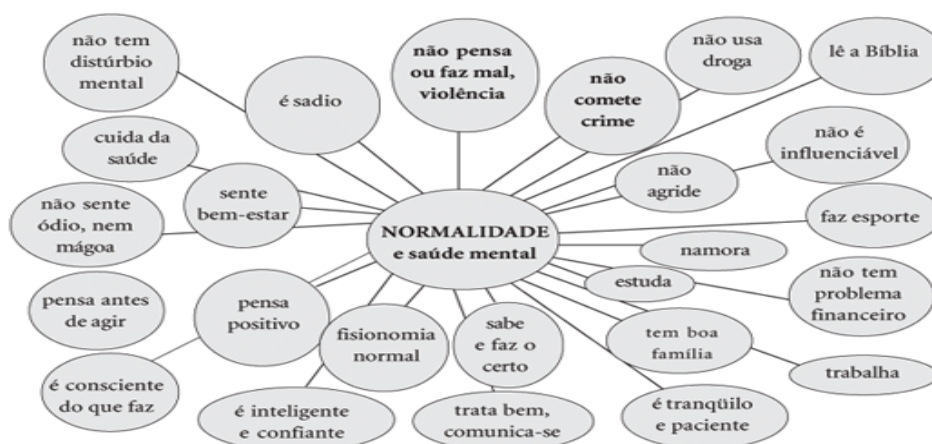 não tem
distúrbio
mental
é sadio
não pensa
ou faz mal,
violência
não
comete
crime
não usa
droga
lê a Bíblia
cuida da
saúde
sente
bem-estar
não
agride
não é
influenciável
não sente
ódio, nem
mágoa
NORMALIDADE
e saúde mental
faz esporte
namora
pensa antes
de agir
pensa
positivo
fisionomia
normal
sabe
e faz o
certo
estuda
tem boa
família
não tem
problema
financeiro
é consciente
do que faz
é inteligente
e confiante
trata bem,
comunica-se
é tranqüilo
e paciente
trabalha